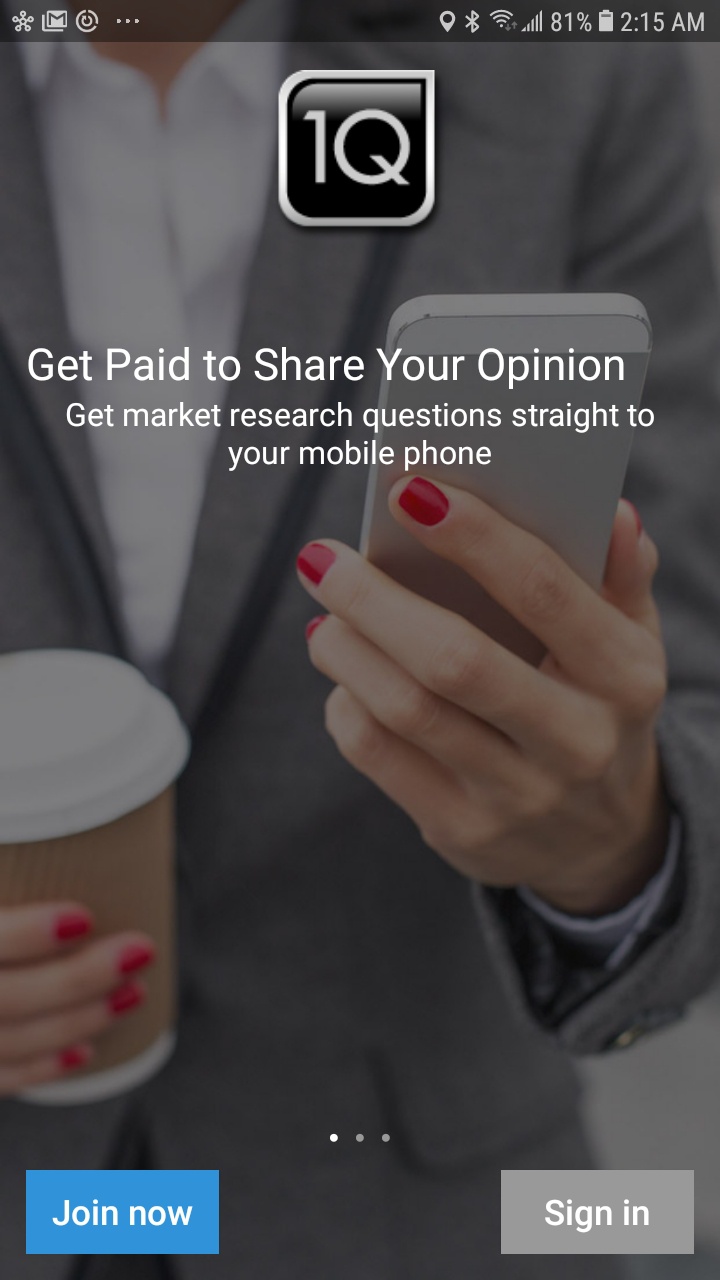 81% 2:15 AM
1Q
Get Paid to Share Your Opinion
Get market research questions straight to
your mobile phone
Join now
Sign in